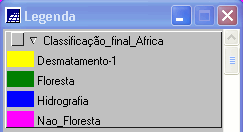 Legenda
Classificação_final_Africa
Desmatamento-1
Floresta
Hidrografia
Nao_Floresta